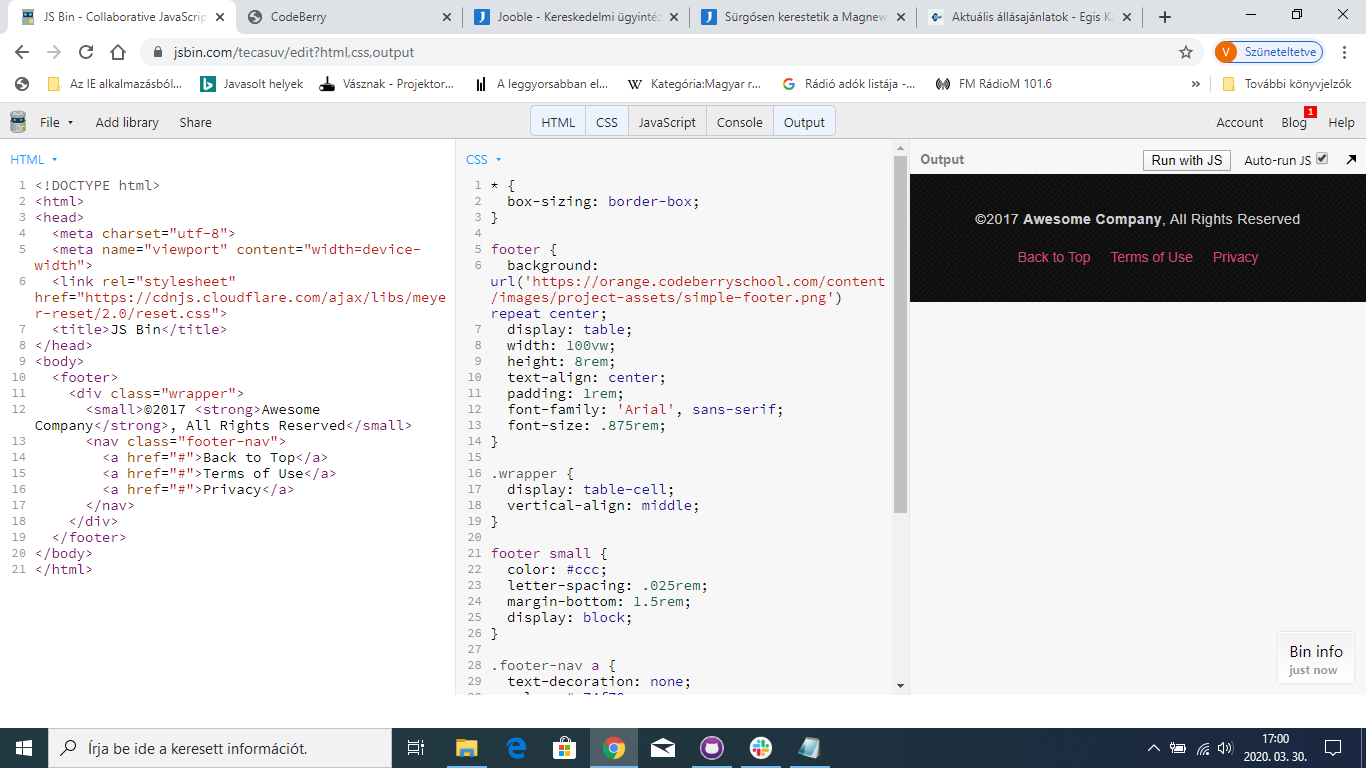 JS Bin - Collaborative JavaScrip
CodeBerry
Jooble - Kereskedelmi ügyintéz
Sürgősen kerestetik a Magnew
Aktuális állásajánlatok - Egis Ka
jsbin.com/tecasuv/edit?html,css,output
V Szüneteltetve
Az IE alkalmazásból...
Javasolt helyek
Vásznak - Projektor...
A leggyorsabban el...
Kategória:Magyar r...
Rádió adók listája -...
FM RádioM 101.6
»
További könyvjelzők
File Add library Share
HTML CSS JavaScript Console Output
Account Blog 1 Help
HTML
1 <!DOCTYPE html>
2 <html>
3 <head>
4 <meta charset="utf-8">
5 <meta name="viewport" content="width=device-
width">
6 <link rel="stylesheet"
href="https://cdnjs.cloudflare.com/ajax/libs/meye
r-reset/2.0/reset.css">
7 <title>JS Bin</title>
8 </head>
9 <body>
10 <footer>
11 <div class="wrapper">
12 <small>©2017 <strong>Awesome
Company</strong>, All Rights Reserved</small>
13 <nav class="footer-nav">
14 <a href="#">Back to Top</a>
15 <a href="#">Terms of Use</a>
16 <a href="#">Privacy</a>
17 </nav>
18 </div>
19 </footer>
20 </body>
21 </html>
CSS
1 * {
2 box-sizing: border-box;
3 }
4
5 footer {
6 background:
url('https://orange.codeberryschool.com/content
/images/project-assets/simple-footer.png')
repeat center;
7 display: table;
8 width: 100vw;
9 height: 8rem;
10 text-align: center;
11 padding: 1rem;
12 font-family: 'Arial', sans-serif;
13 font-size: .875rem;
14 }
15
16 .wrapper {
17 display: table-cell;
18 vertical-align: middle;
19 }
20
21 footer small {
22 color: #ccc;
23 letter-spacing: .025rem;
24 margin-bottom: 1.5rem;
25 display: block;
26 }
27
28 .footer-nav a {
29 text-decoration: none;
Output
Run with JS
Auto-run JS
©2017 Awesome Company, All Rights Reserved
Back to Top Terms of Use Privacy
Bin info
just now
Írja be ide a keresett információt.
17:00
2020. 03. 30.